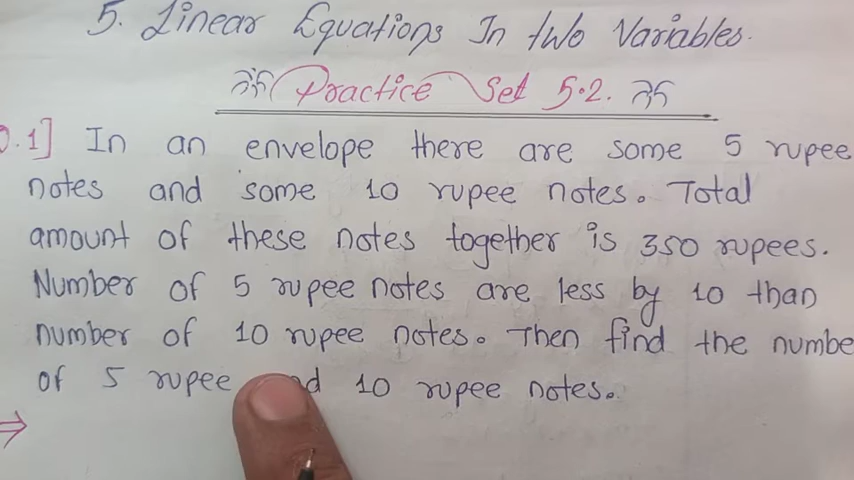 5. Linear Equations In two Variables.
Practice Set 5.2.
Q.1] In an envelope there are some 5 rupee
notes and some 10 rupee notes. Total
amount of these notes together is 350 rupees.
Number of 5 rupee notes are less by 10 than
number of 10 rupee notes. Then find the numbe
of 5 rupee and 10 rupee notes.
⇒